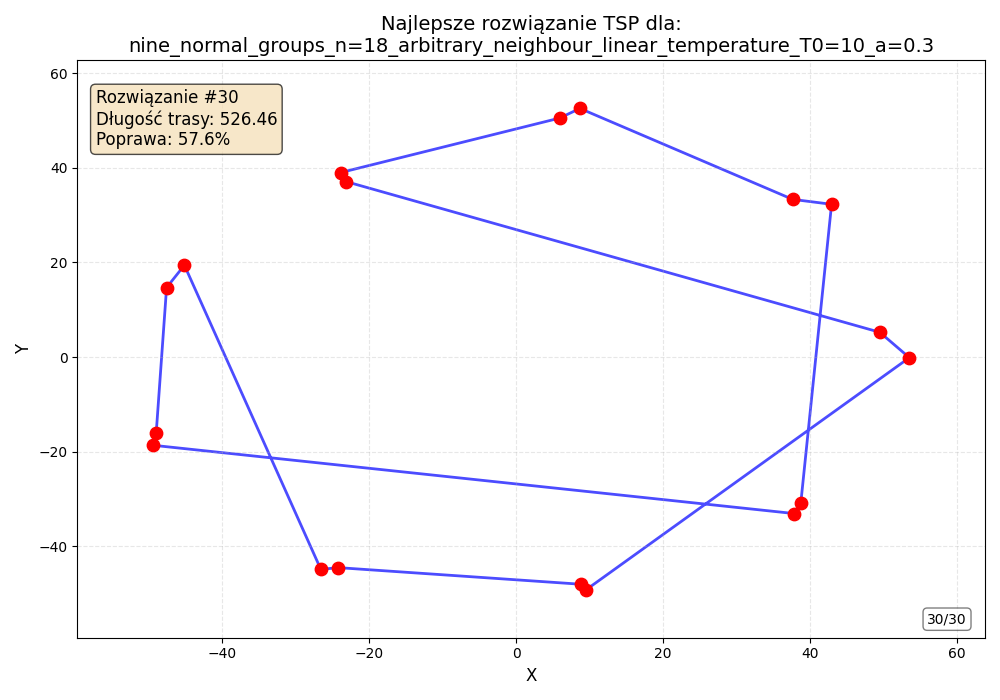 Najlepsze rozwiązanie TSP dla:
nine_normal_groups_n=18_arbitrary_neighbour_linear_temperature_T0=10_a=0.3
Rozwiązanie #30
Długość trasy: 526.46
Poprawa: 57.6%
60
40
20
0
−20
−40
Y
30/30
−40
−20
0
20
40
60
X